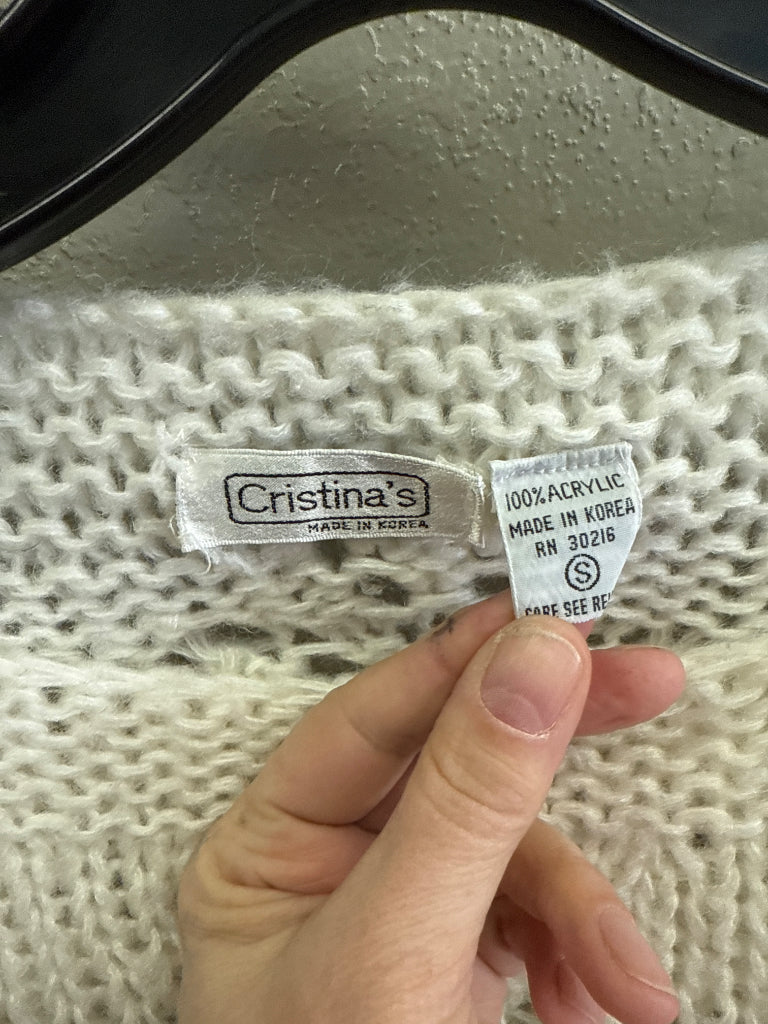 Cristina's
MADE IN KOREA
100% ACRYLIC
MADE IN KOREA
RN 30216
S
CARE SEE RE